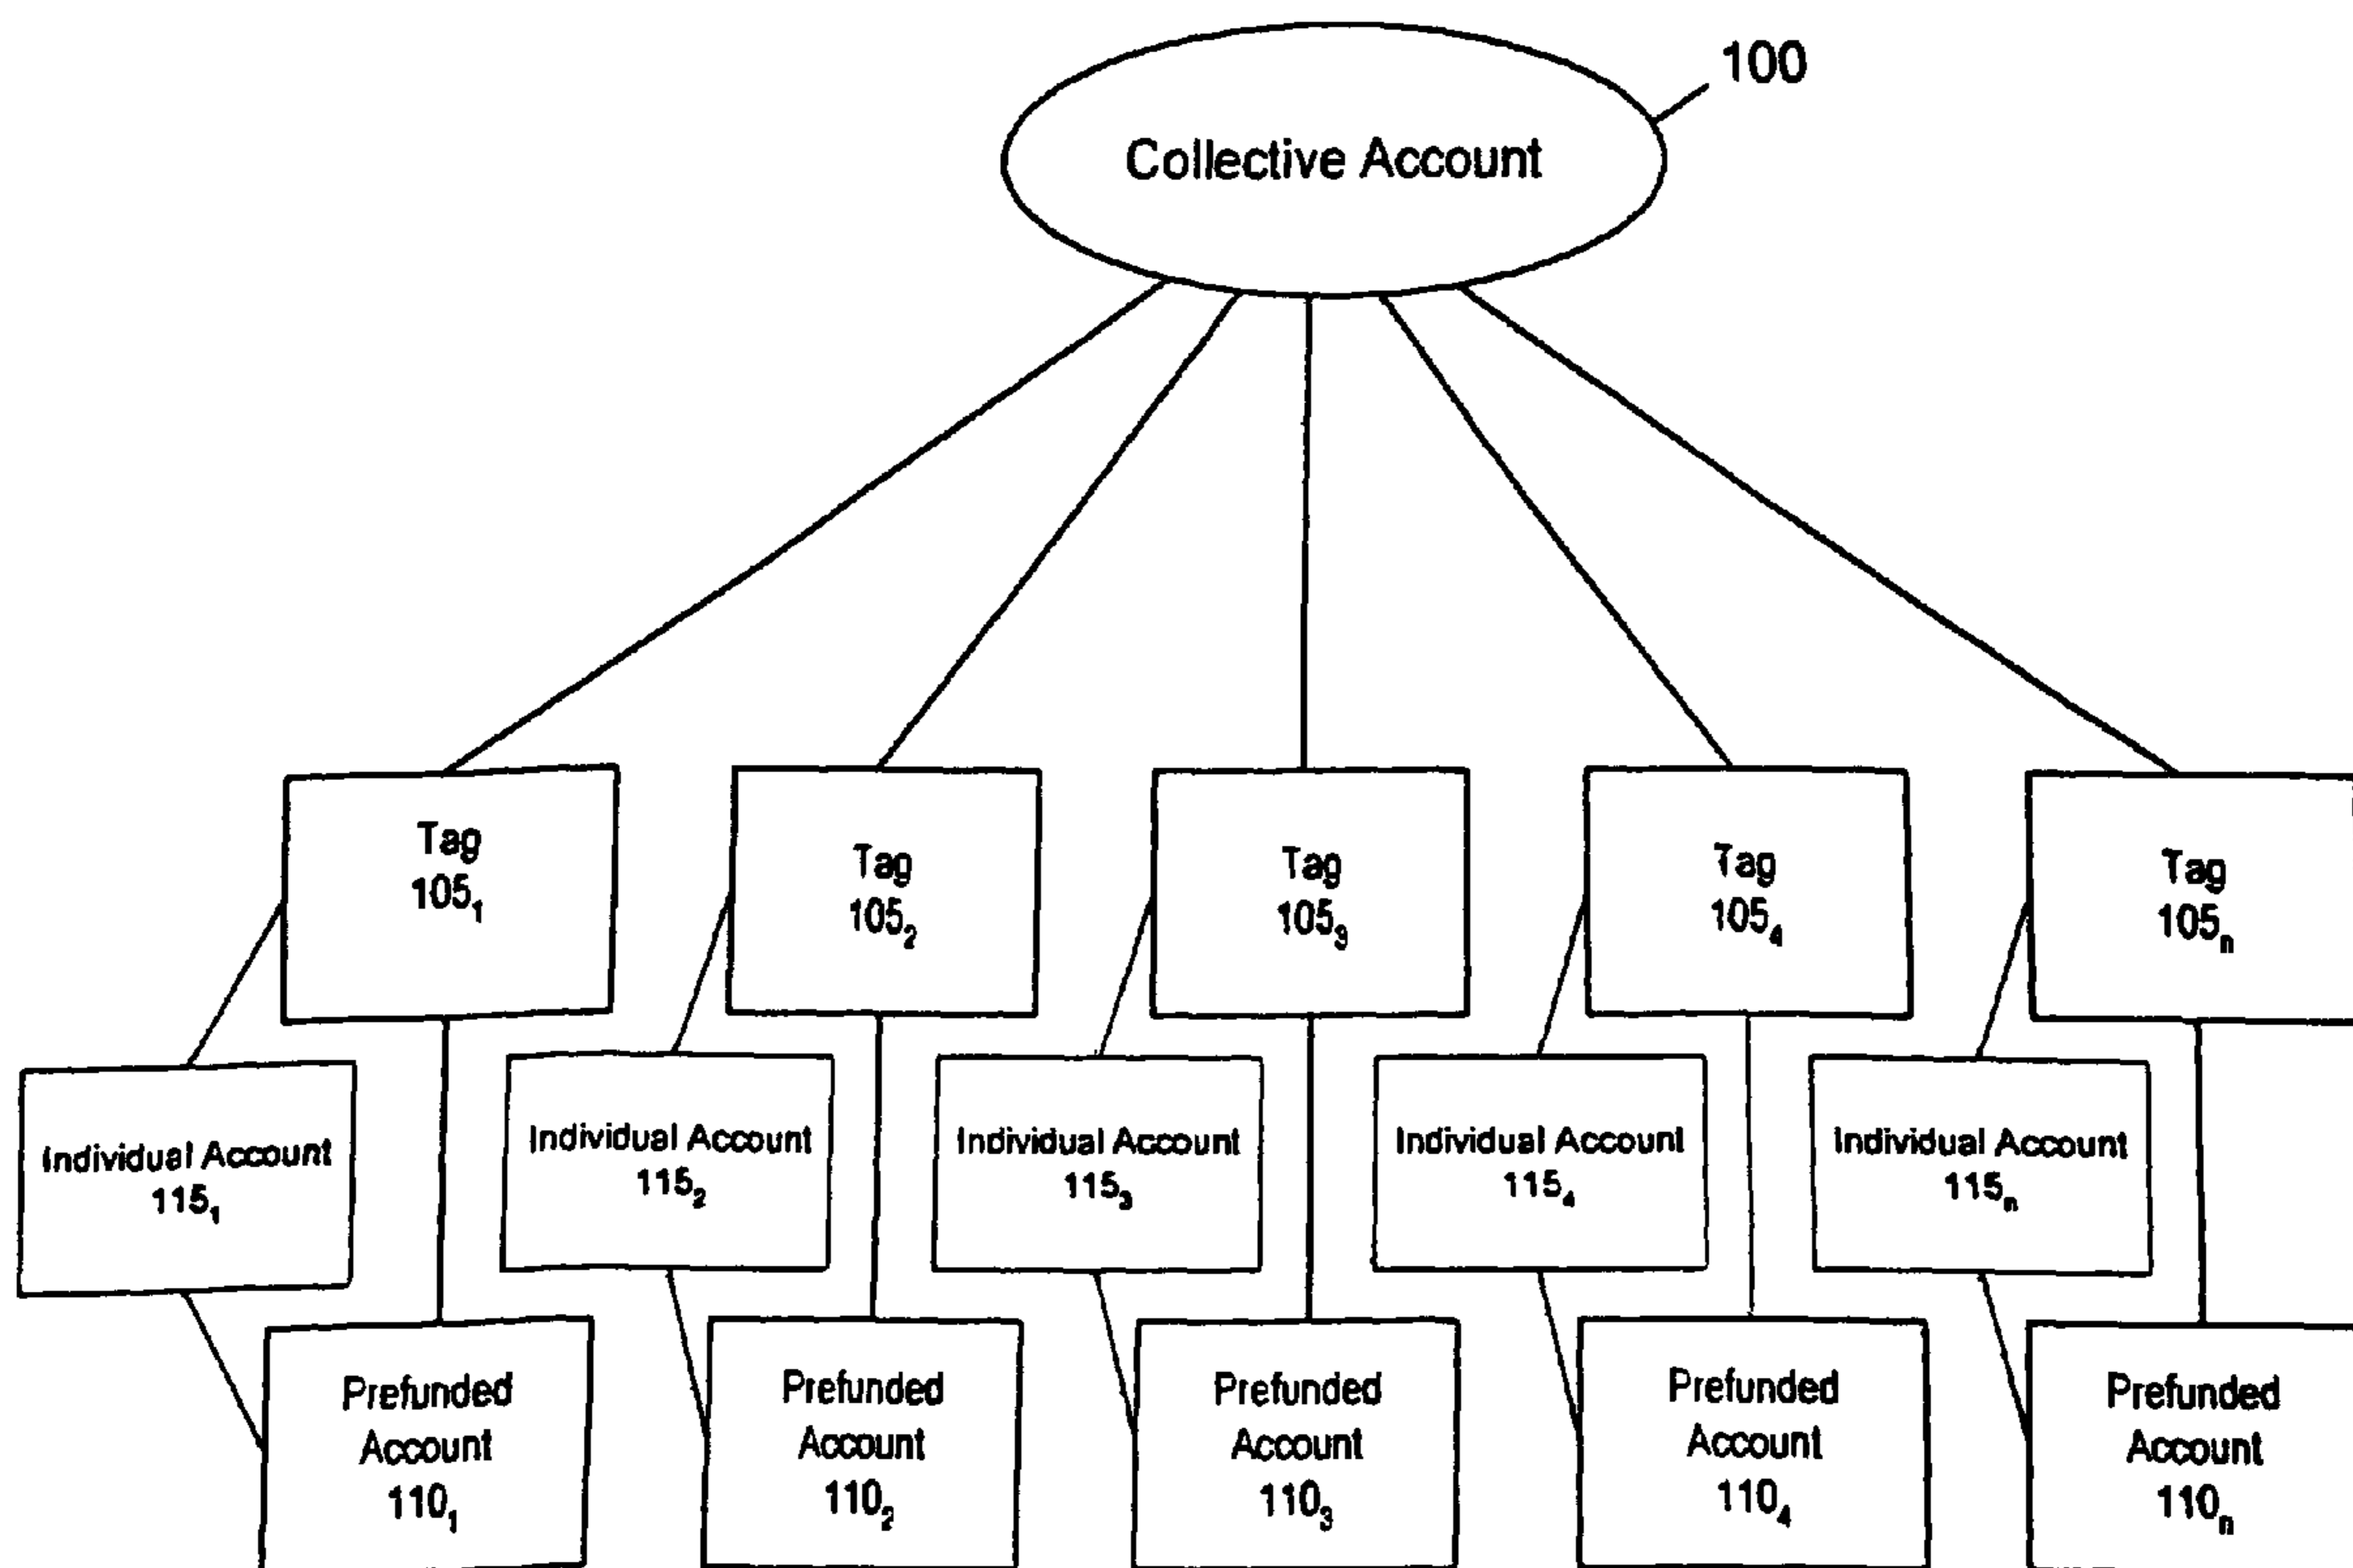 100
Collective Account
Tag
105₁
Tag
105₂
Tag
105₃
Tag
105₄
Tag
105ₙ
Individual Account
115₁
Individual Account
115₂
Individual Account
115₃
Individual Account
115₄
Individual Account
115ₙ
Prefunded
Account
110₁
Prefunded
Account
110₂
Prefunded
Account
110₃
Prefunded
Account
110₄
Prefunded
Account
110ₙ